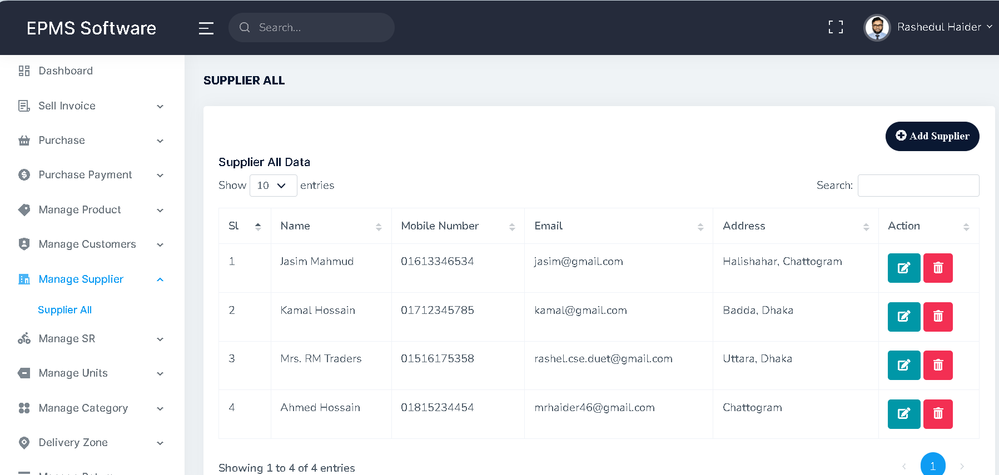 EPMS Software
Search...
Rashedul Haider
Dashboard
Sell Invoice
Purchase
Purchase Payment
Manage Product
Manage Customers
Manage Supplier
Supplier All
Manage SR
Manage Units
Manage Category
Delivery Zone
SUPPLIER ALL
Add Supplier
Supplier All Data
Show 10 entries
Search:
Sl Name Mobile Number Email Address Action
1 Jasim Mahmud 01613346534 jasim@gmail.com Halishahar, Chattogram
2 Kamal Hossain 01712345785 kamal@gmail.com Badda, Dhaka
3 Mrs. RM Traders 01516175358 rashel.cse.duet@gmail.com Uttara, Dhaka
4 Ahmed Hossain 01815234454 mrhaider46@gmail.com Chattogram
Showing 1 to 4 of 4 entries
1